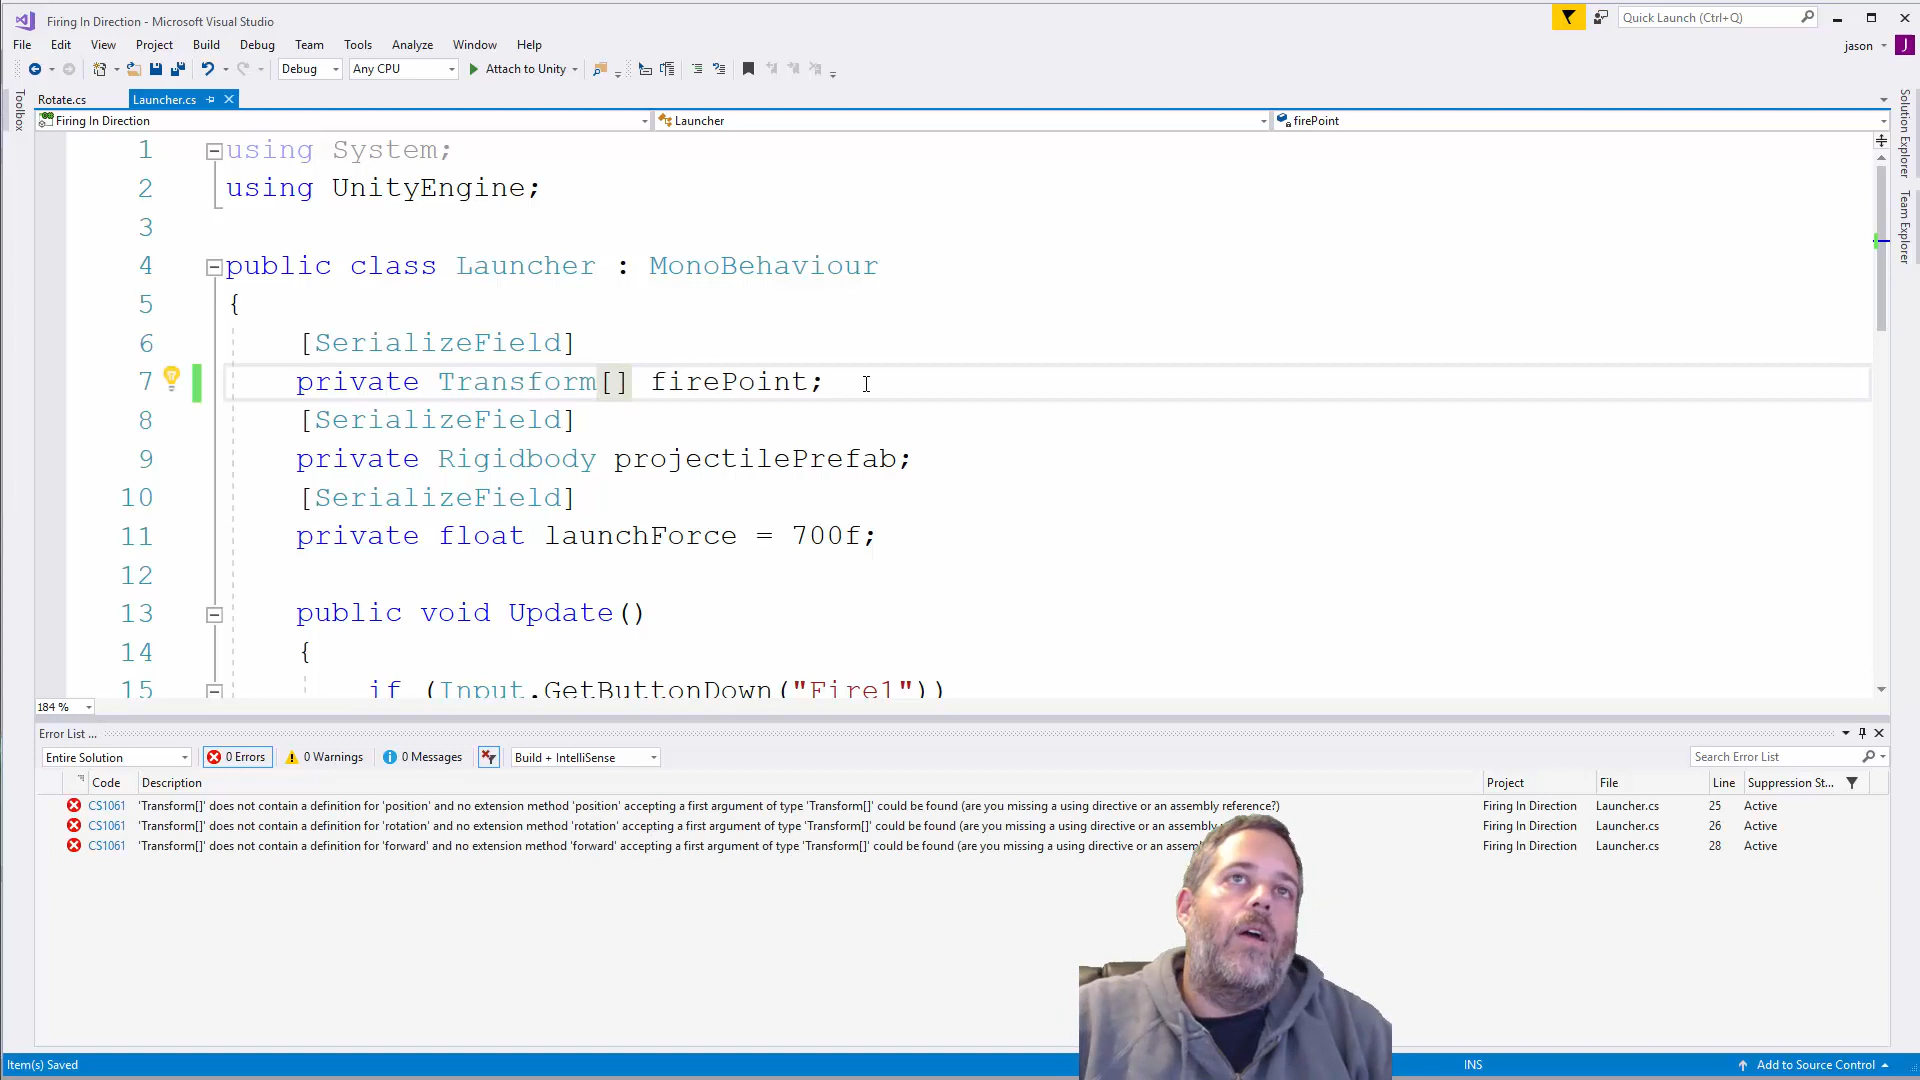 Firing In Direction - Microsoft Visual Studio
Quick Launch (Ctrl+Q)
File Edit View Project Build Debug Team Tools Analyze Window Help
jason J
Debug Any CPU Attach to Unity
Toolbox
Rotate.cs Launcher.cs
Firing In Direction Launcher firePoint
Solution Explorer
Team Explorer
1 using System;
2 using UnityEngine;
3
4 public class Launcher : MonoBehaviour
5 {
6 [SerializeField]
7 private Transform[] firePoint;
8 [SerializeField]
9 private Rigidbody projectilePrefab;
10 [SerializeField]
11 private float launchForce = 700f;
12
13 public void Update()
14 {
15 if (Input.GetButtonDown("Fire1"))
184 %
Error List ...
Entire Solution 0 Errors 0 Warnings 0 Messages Build + IntelliSense Search Error List
Code Description Project File Line Suppression St...
CS1061 'Transform[]' does not contain a definition for 'position' and no extension method 'position' accepting a first argument of type 'Transform[]' could be found (are you missing a using directive or an assembly reference?) Firing In Direction Launcher.cs 25 Active
CS1061 'Transform[]' does not contain a definition for 'rotation' and no extension method 'rotation' accepting a first argument of type 'Transform[]' could be found (are you missing a using directive or an assembly Firing In Direction Launcher.cs 26 Active
CS1061 'Transform[]' does not contain a definition for 'forward' and no extension method 'forward' accepting a first argument of type 'Transform[]' could be found (are you missing a using directive or an Firing In Direction Launcher.cs 28 Active
Item(s) Saved INS Add to Source Control